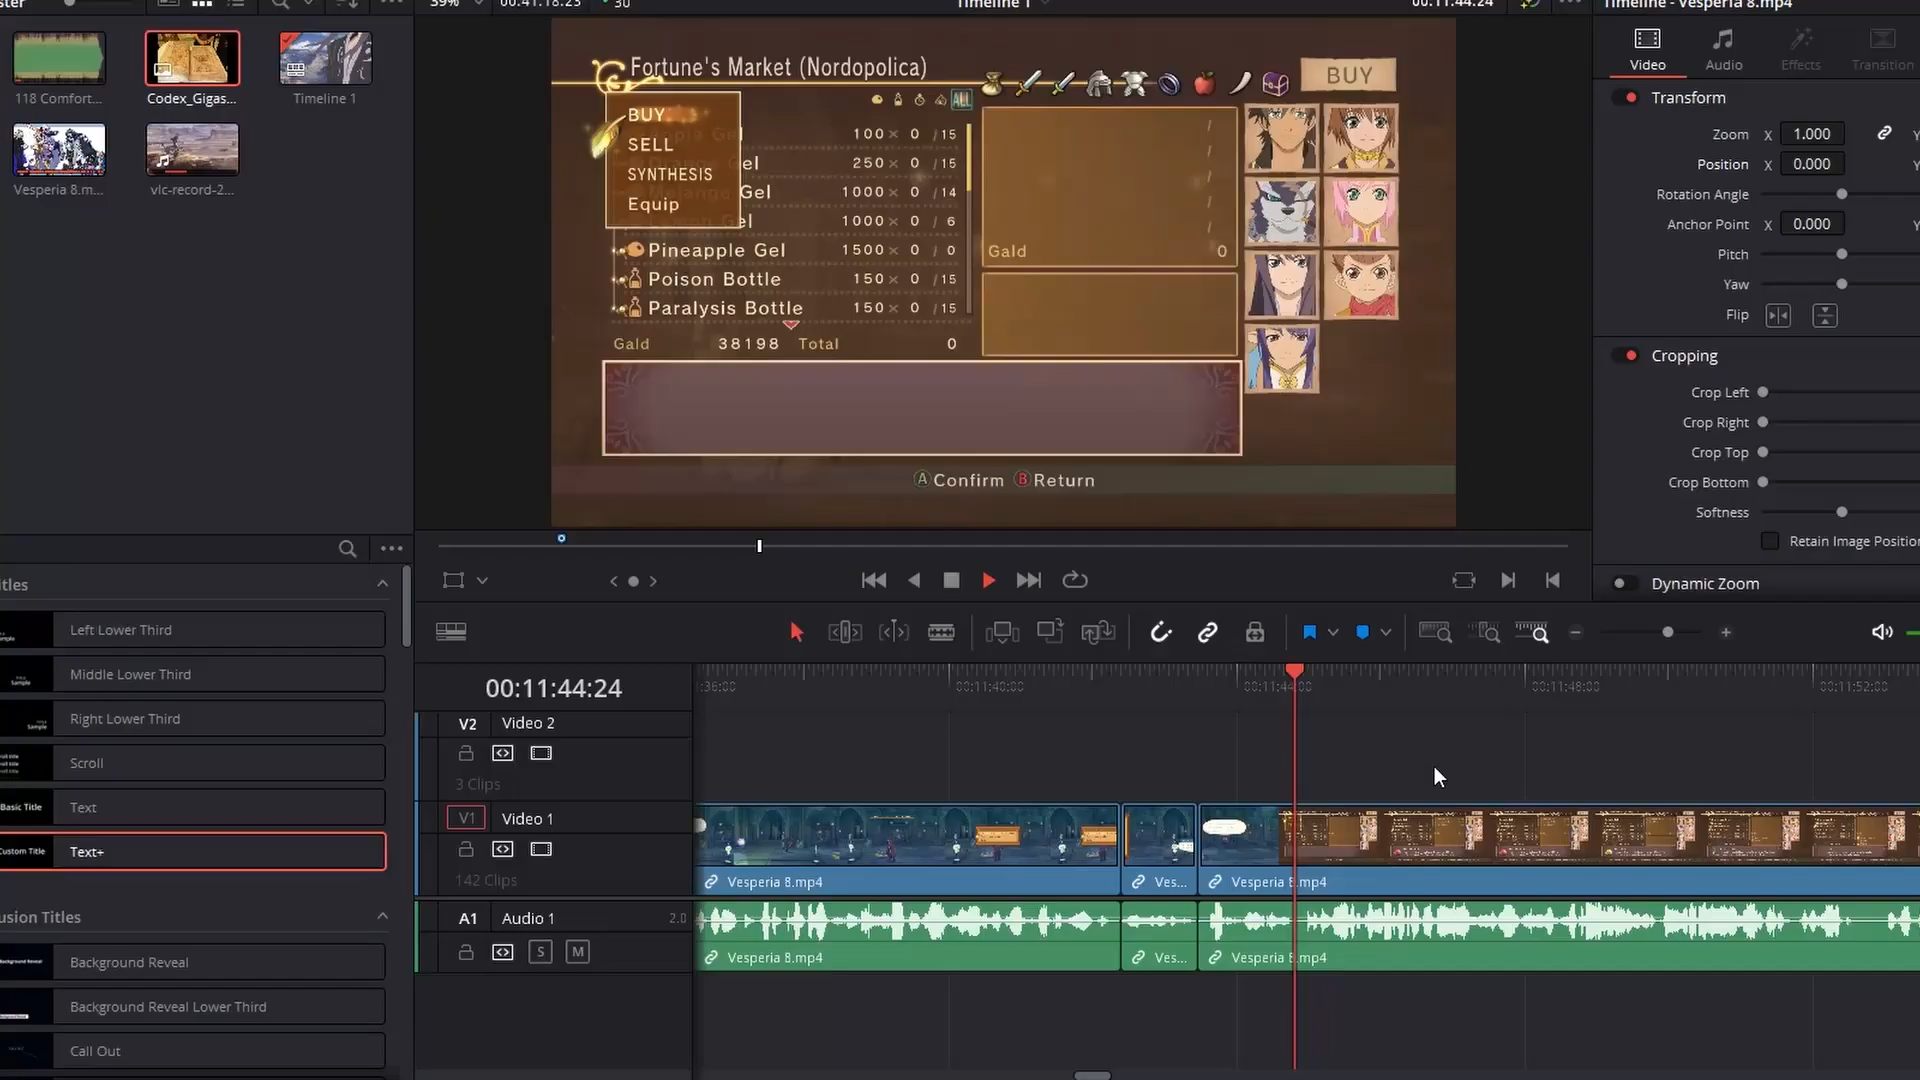 39%
00:41:18:23
30
Timeline 1
00:11:44:24
Timeline - Vesperia 8.mp4
118 Comfort...
Codex_Gigas...
Timeline 1
Vesperia 8.m...
vlc-record-2...
Fortune's Market (Nordopolica)
BUY
ALL
BUY
SELL
SYNTHESIS
Equip
100 × 0 /15
Gel 250 × 0 /15
Gel 1000 × 0 /14
Gel 1000 × 0 / 6
Pineapple Gel 1500 × 0 / 0
Poison Bottle 150 × 0 /15
Paralysis Bottle 150 × 0 /15
Gald 38198 Total 0
/
/
/
/
Gald 0
A Confirm B Return
Video
Audio
Effects
Transition
Transform
Zoom X 1.000 Y
Position X 0.000 Y
Rotation Angle
Anchor Point X 0.000 Y
Pitch
Yaw
Flip
Cropping
Crop Left
Crop Right
Crop Top
Crop Bottom
Softness
Retain Image Position
Dynamic Zoom
itles
Left Lower Third
Middle Lower Third
Right Lower Third
Scroll
Basic Title Text
Custom Title Text+
usion Titles
Background Reveal
Background Reveal Lower Third
Call Out
00:11:44:24
:36:00
00:11:40:00
00:11:44:00
00:11:48:00
00:11:52:00
V2 Video 2
3 Clips
V1 Video 1
142 Clips
Vesperia 8.mp4
Ves...
Vesperia 8.mp4
A1 Audio 1 2.0
S M
Vesperia 8.mp4
Ves...
Vesperia 8.mp4